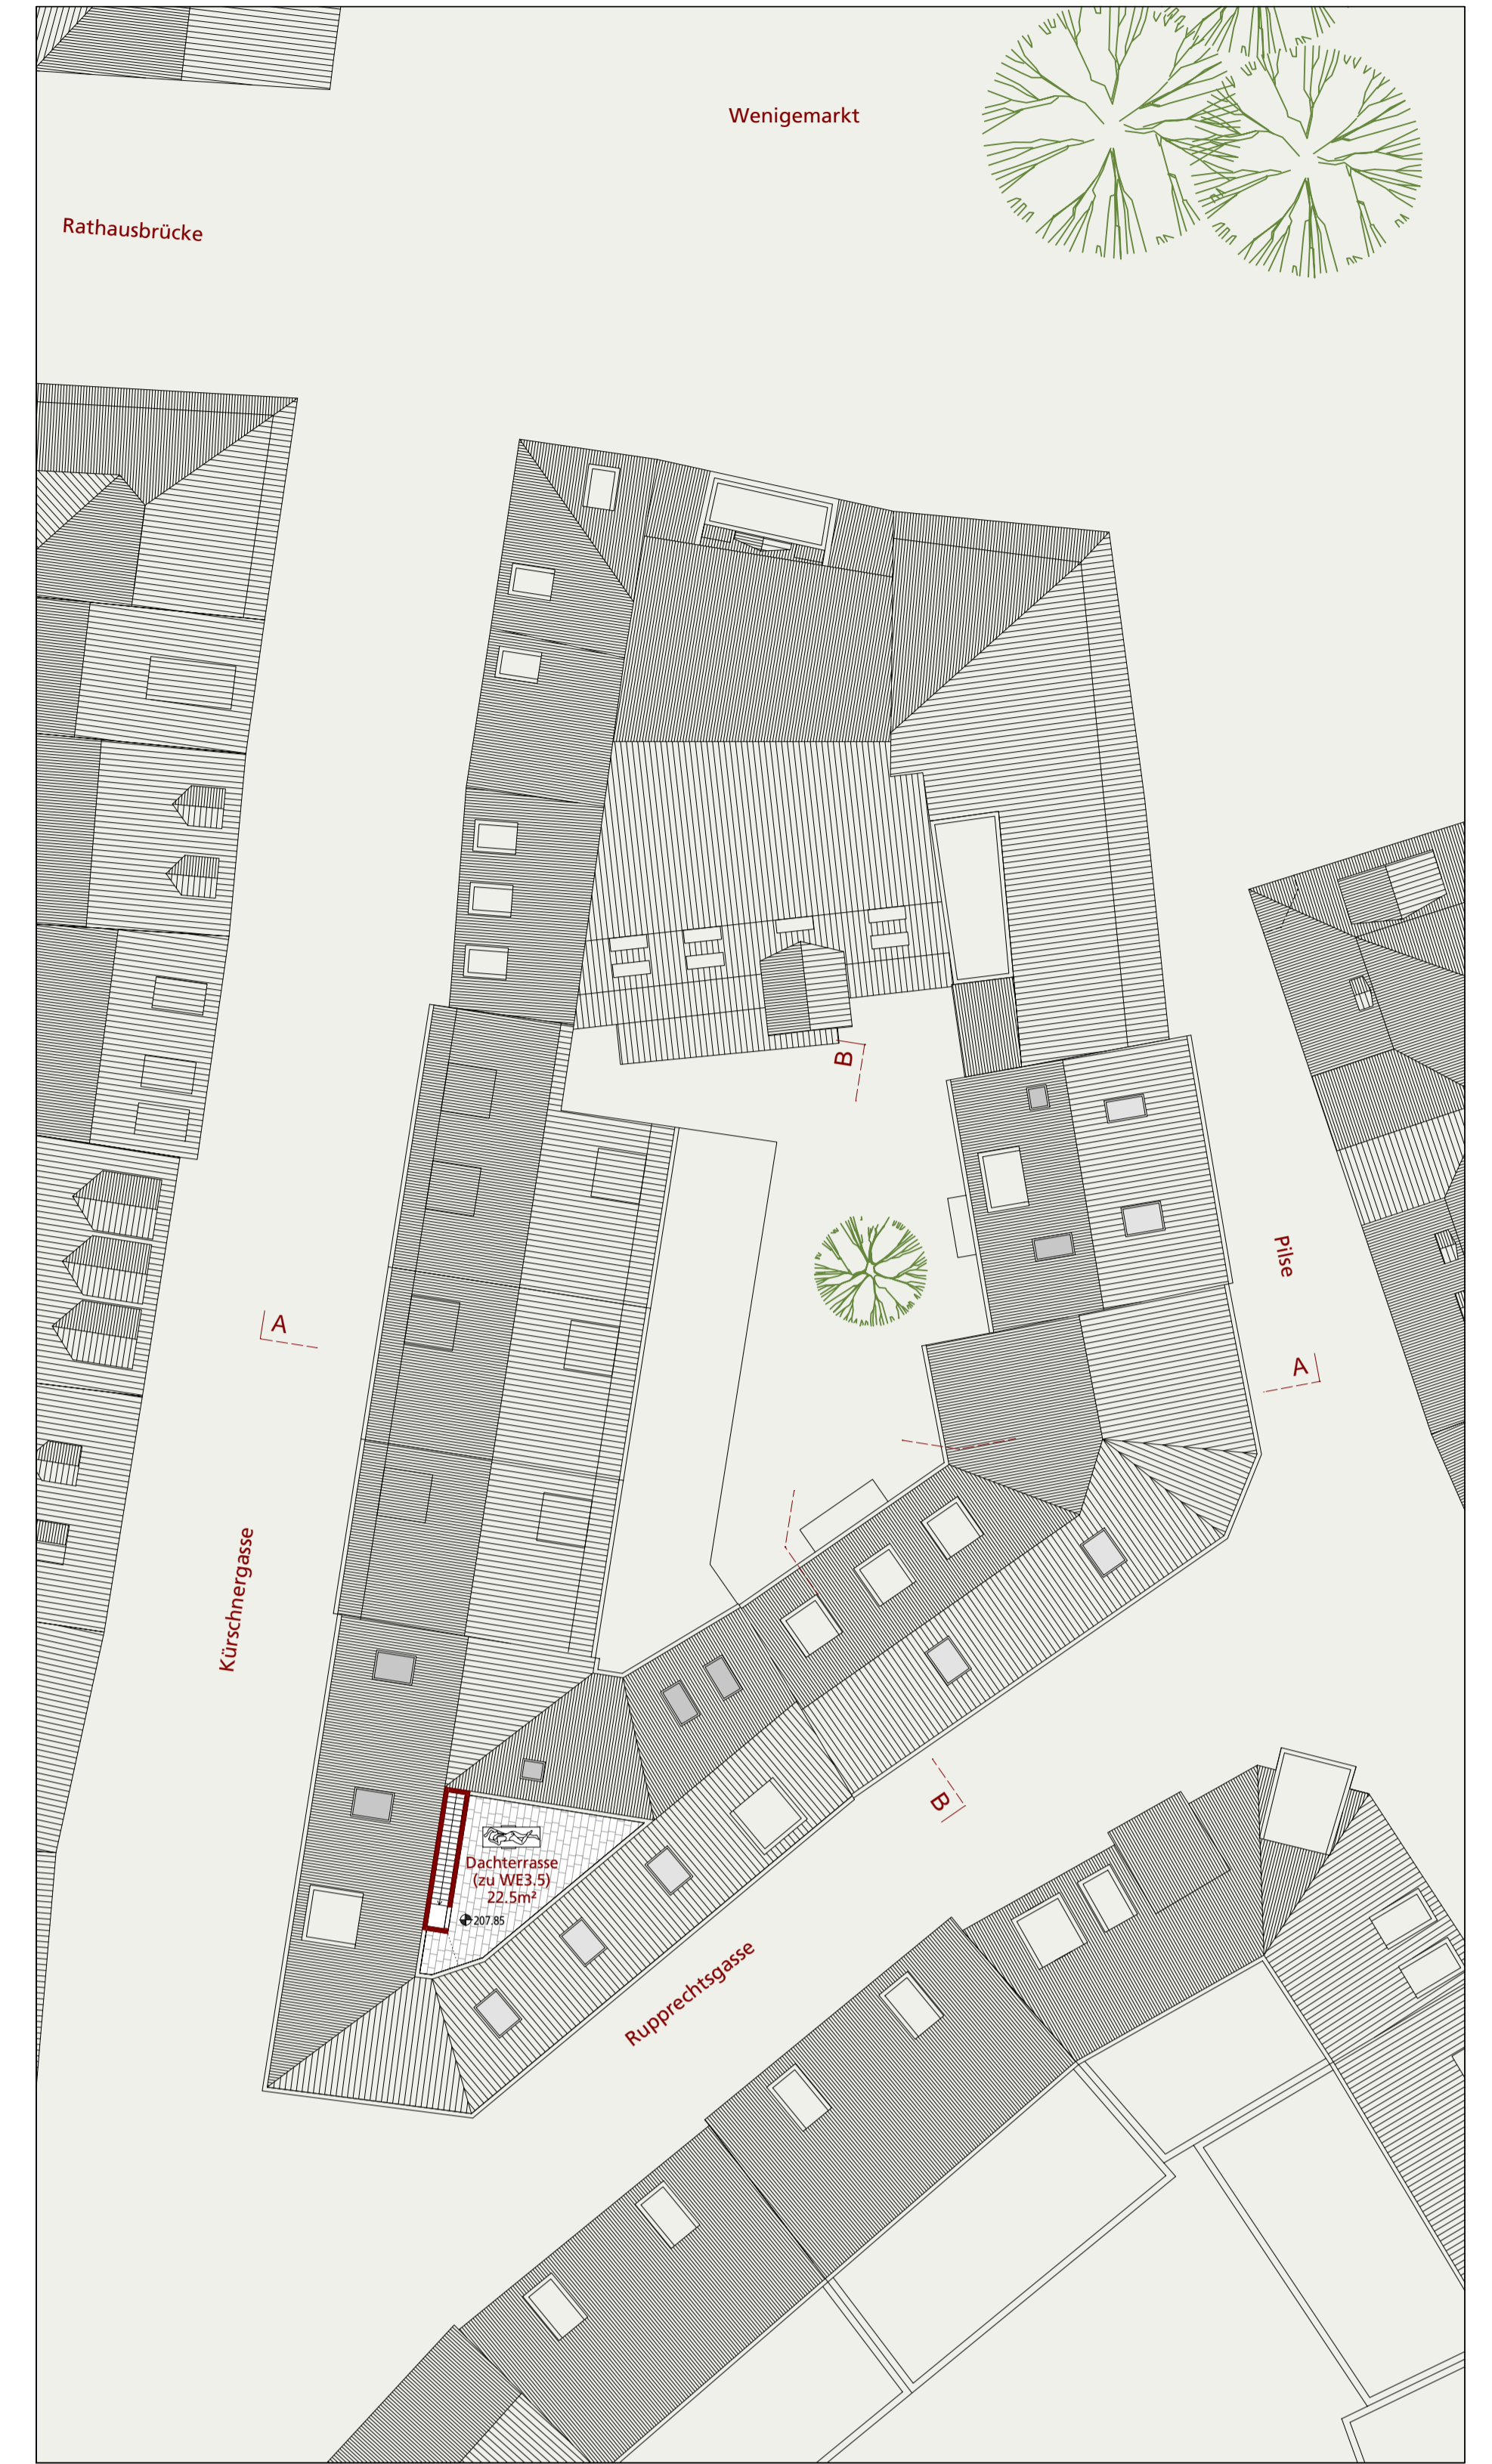 Wenigemarkt
Rathausbrücke
B
Pilse
A
A
Kürschnergasse
B
Dachterrasse
(zu WE3.5)
22.5m²
207.85
Rupprechtsgasse